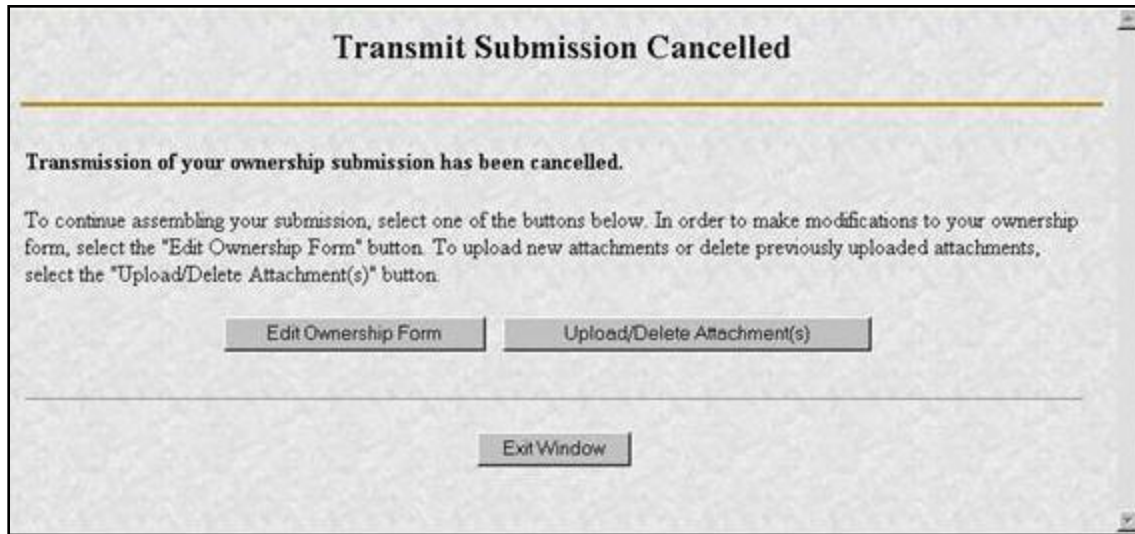 Transmit Submission Cancelled
Transmission of your ownership submission has been cancelled.
To continue assembling your submission, select one of the buttons below. In order to make modifications to your ownership
form, select the "Edit Ownership Form" button. To upload new attachments or delete previously uploaded attachments,
select the "Upload/Delete Attachment(s)" button.
Edit Ownership Form Upload/Delete Attachment(s)
Exit Window